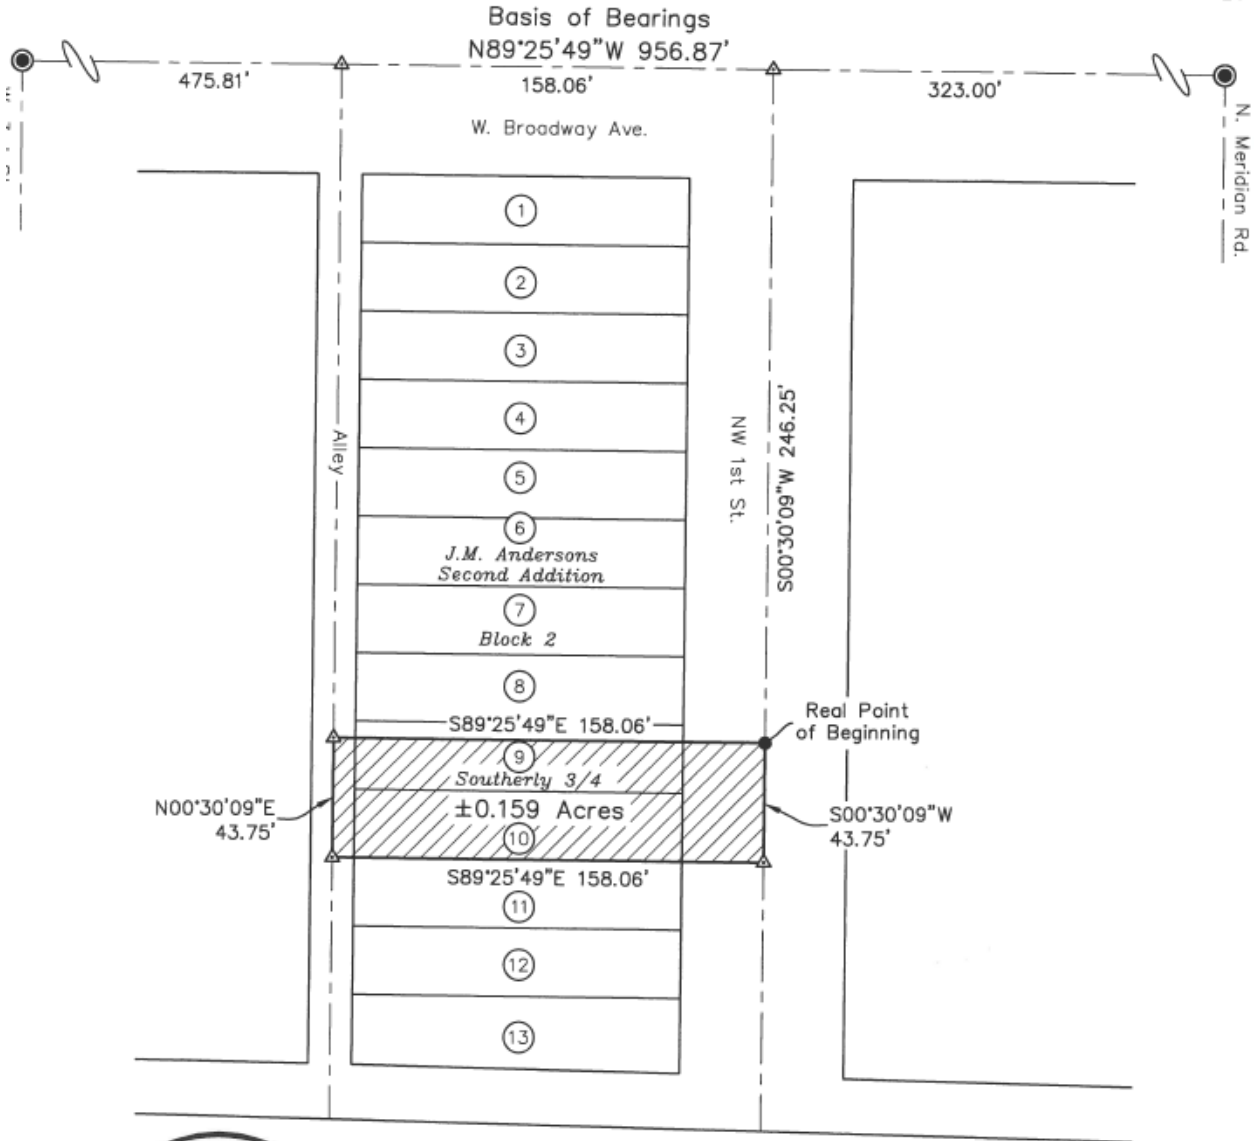 Basis of Bearings
N89°25'49"W 956.87'
475.81'
158.06'
323.00'
W. Broadway Ave.
N. Meridian Rd.
1
2
3
4
Alley
NW 1st St.
S00°30'09"W 246.25'
5
6
J.M. Andersons
Second Addition
7
Block 2
8
Real Point
of Beginning
S89°25'49"E 158.06'
9
Southerly 3/4
±0.159 Acres
N00°30'09"E
43.75'
S00°30'09"W
43.75'
10
S89°25'49"E 158.06'
11
12
13